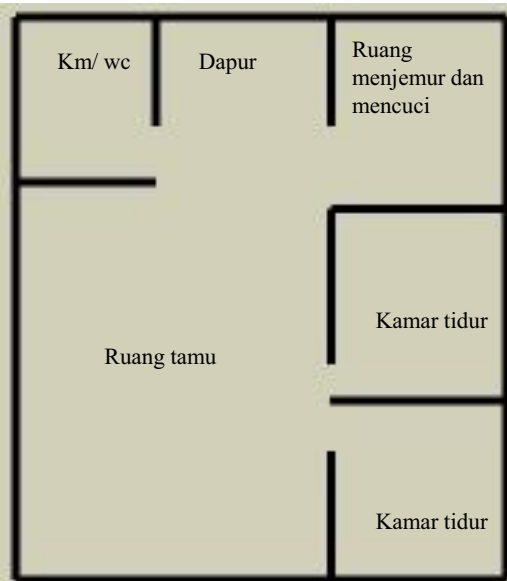 Km/ wc
Dapur
Ruang
menjemur dan
mencuci
Kamar tidur
Ruang tamu
Kamar tidur